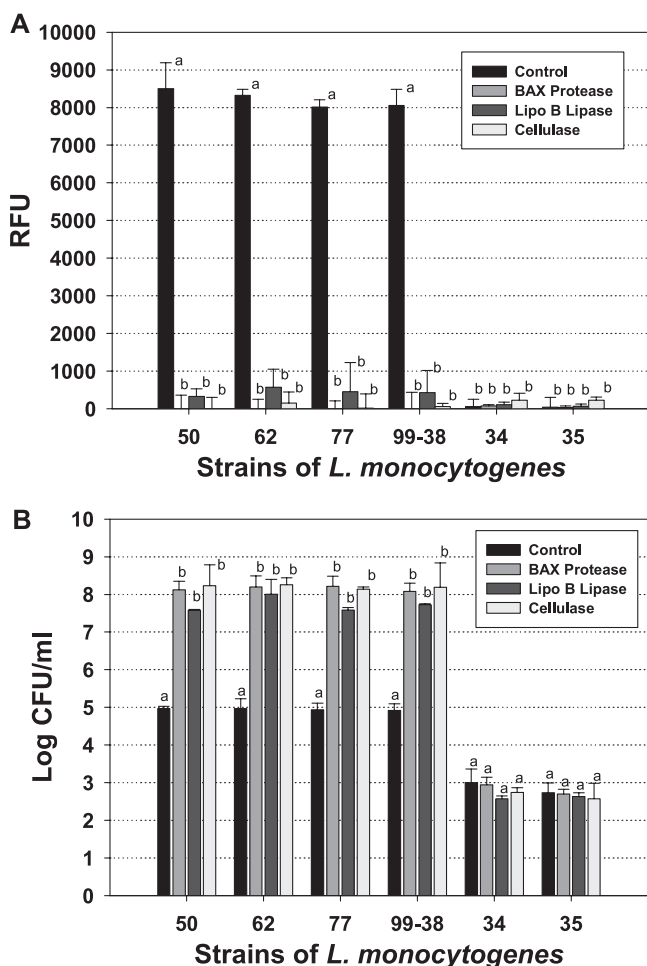 A
10000
9000
8000
7000
6000
5000
4000
3000
2000
1000
0
RFU
a
a
a
a
Control
BAX Protease
Lipo B Lipase
Cellulase
b b b
b b b
b b b
b b b
b b b b
b b b b
50 62 77 99-38 34 35
Strains of L. monocytogenes
B
10
9
8
7
6
5
4
3
2
1
0
Log CFU/ml
Control
BAX Protease
Lipo B Lipase
Cellulase
a b b b
a b b b
a b b b
a b b b
a a a a
a a a a
50 62 77 99-38 34 35
Strains of L. monocytogenes